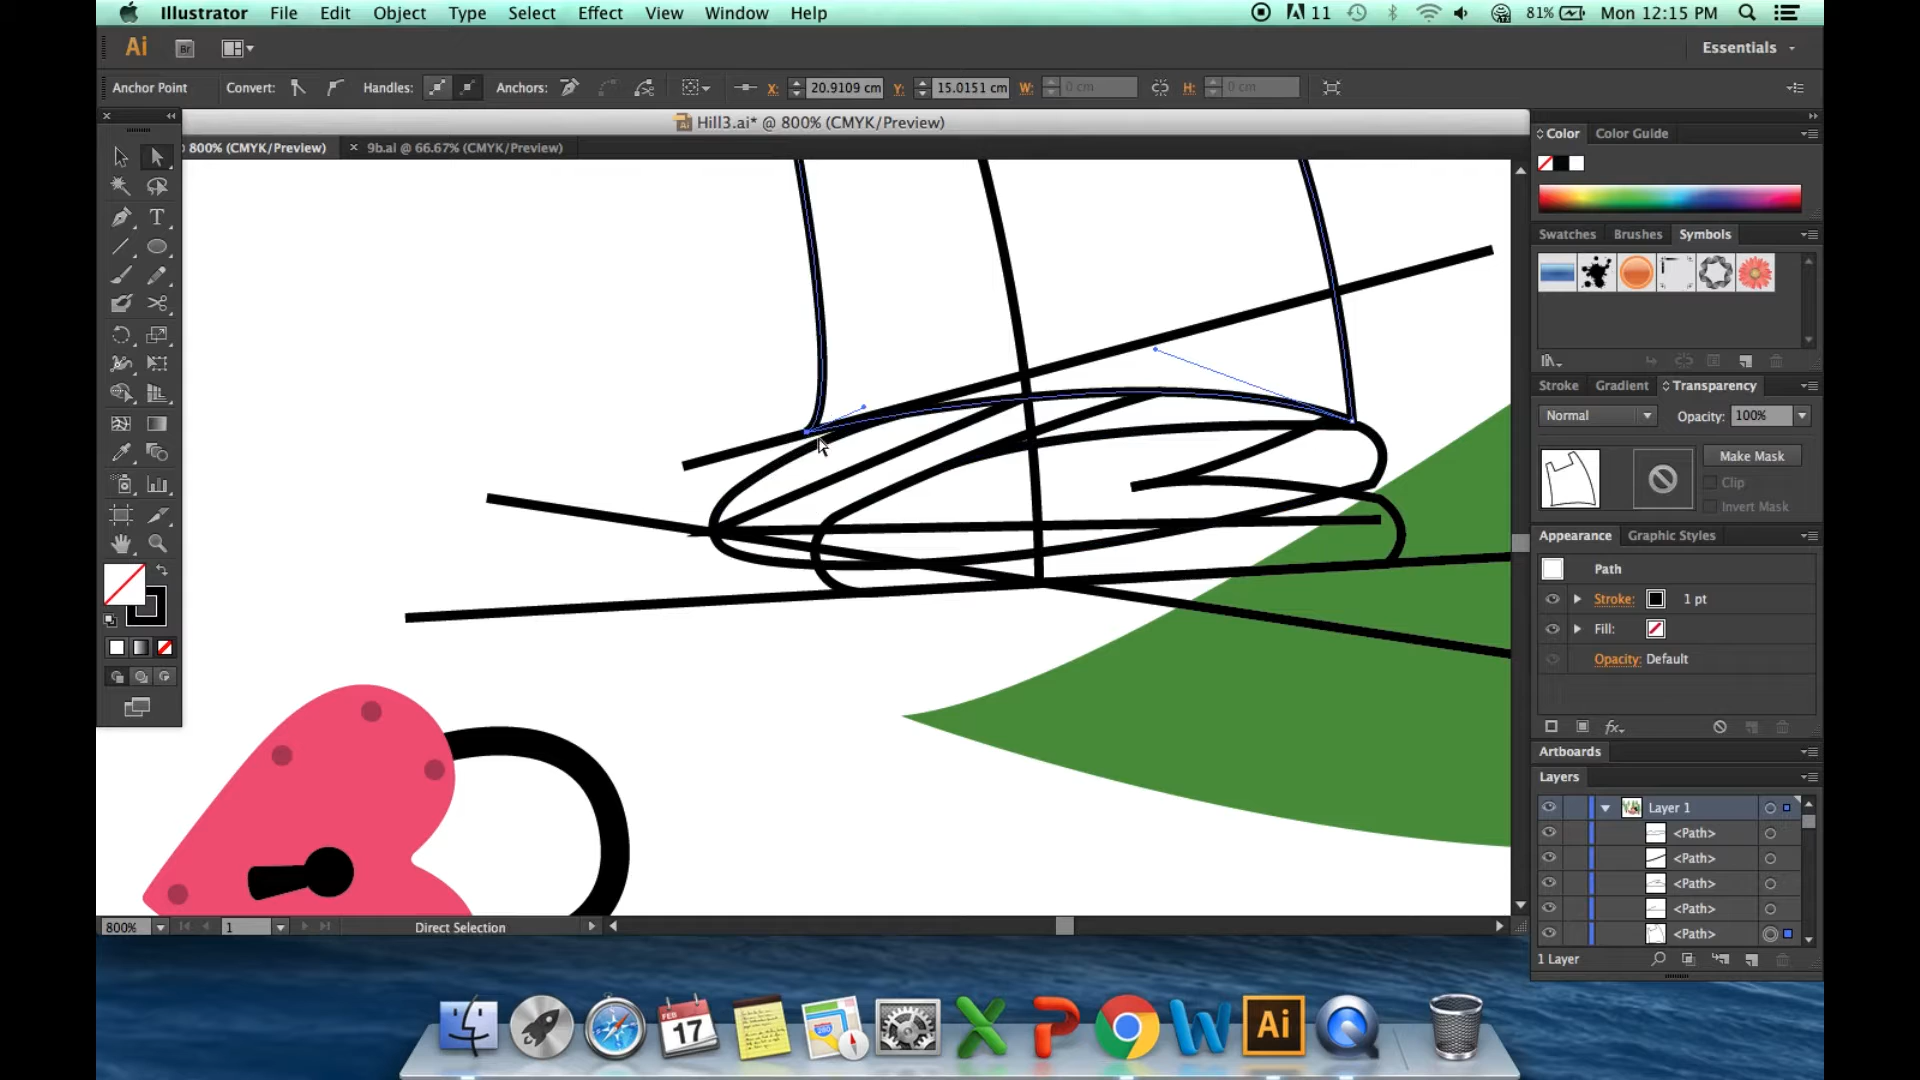 Illustrator File Edit Object Type Select Effect View Window Help 11 81% Mon 12:15 PM
Ai Br Essentials
Anchor Point Convert: Handles: Anchors: X: 20.9109 cm Y: 15.0151 cm W: 0 cm H: 0 cm
Hill3.ai* @ 800% (CMYK/Preview)
800% (CMYK/Preview) × 9b.ai @ 66.67% (CMYK/Preview)
Color Color Guide
Swatches Brushes Symbols
Stroke Gradient Transparency
Normal Opacity: 100%
Make Mask
Clip
Invert Mask
Appearance Graphic Styles
Path
Stroke: 1 pt
Fill:
Opacity: Default
fx
Artboards
Layers
Layer 1
<Path>
<Path>
<Path>
<Path>
<Path>
1 Layer
800% 1 Direct Selection
FEB
17
280
Ai